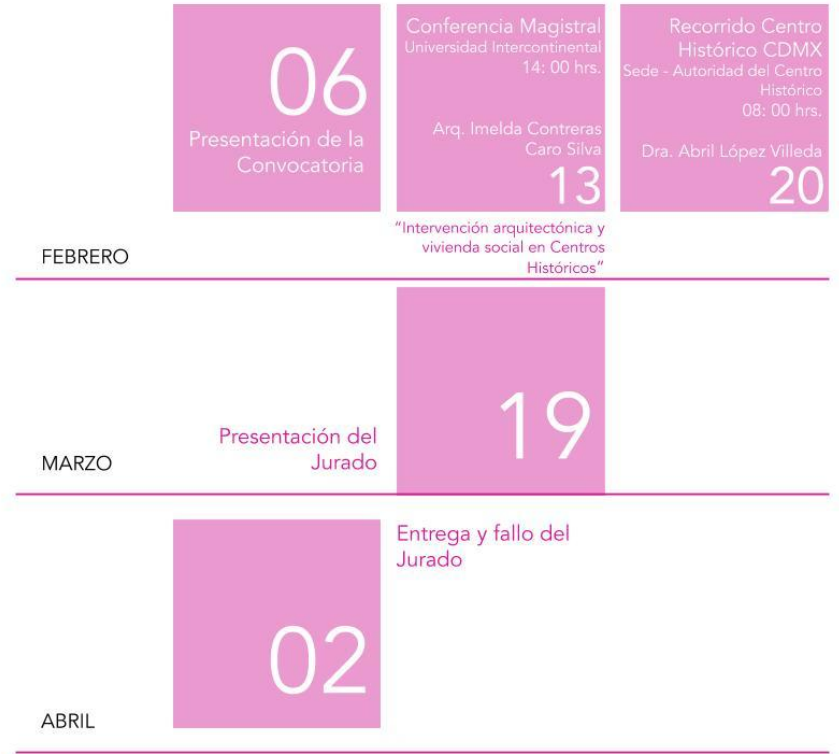 06
Presentación de la
Convocatoria
Conferencia Magistral
Universidad Intercontinental
14: 00 hrs.
Arq. Imelda Contreras
Caro Silva
13
"Intervención arquitectónica y
vivienda social en Centros
Históricos"
Recorrido Centro
Histórico CDMX
Sede - Autoridad del Centro
Histórico
08: 00 hrs.
Dra. Abril López Villeda
20
FEBRERO
Presentación del
Jurado
19
MARZO
Entrega y fallo del
Jurado
02
ABRIL